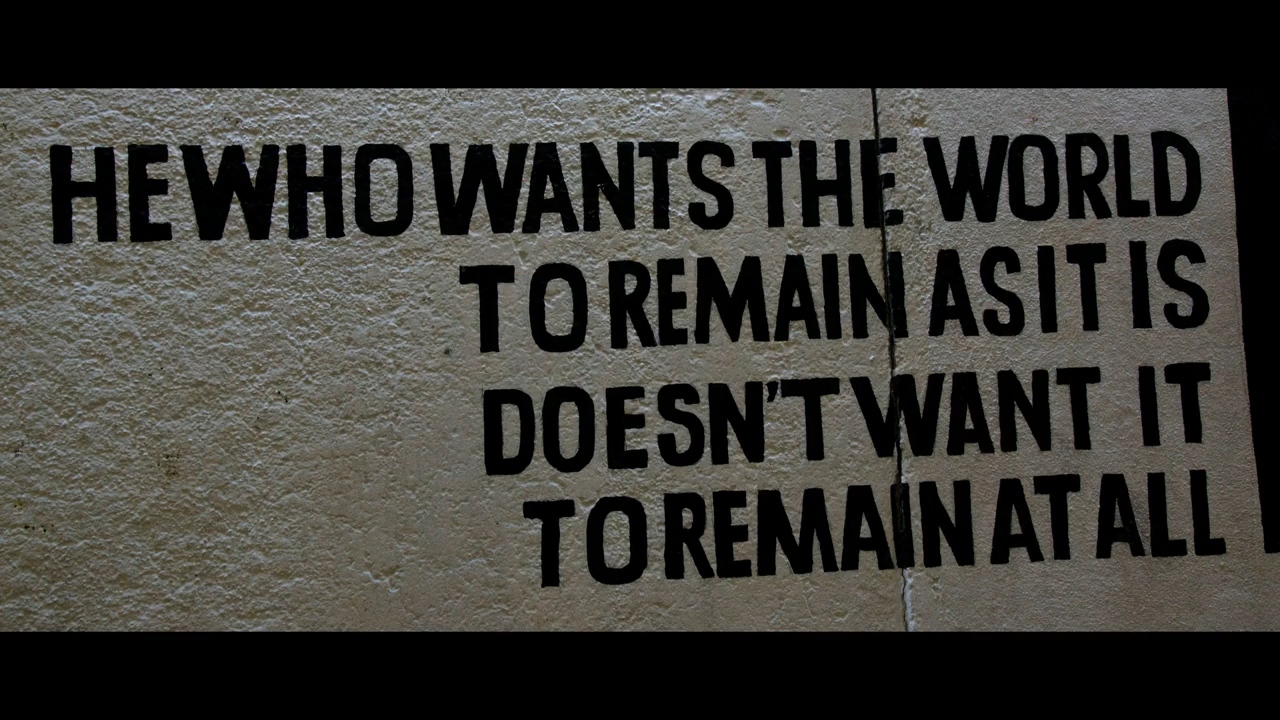 HE WHO WANTS THE WORLD
TO REMAIN AS IT IS
DOESN'T WANT IT
TO REMAIN AT ALL